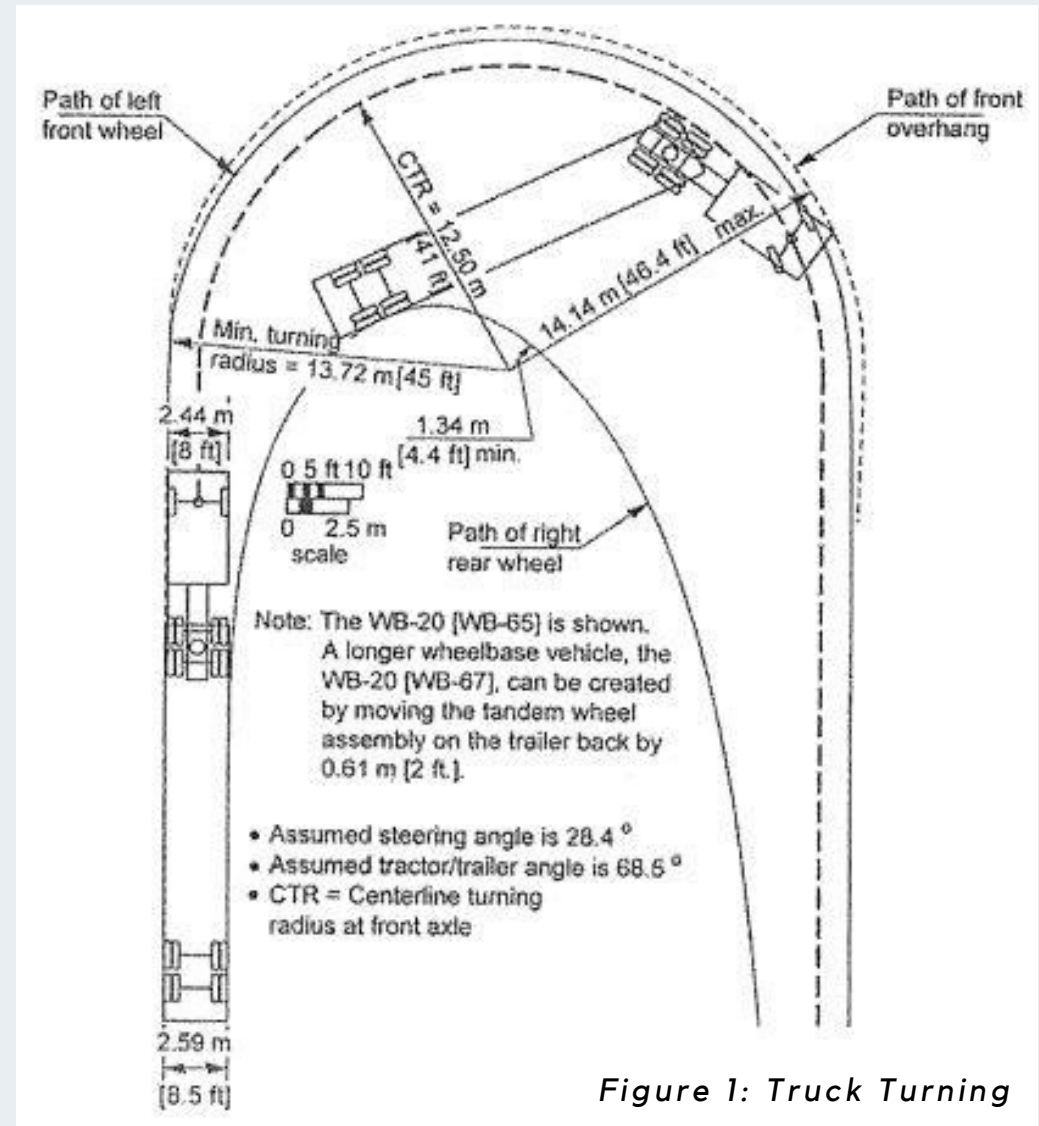 Path of left
front wheel
Path of front
overhang
CTR = 12.50 m
[41 ft]
14.14 m [46.4 ft] max.
Min. turning
radius = 13.72 m [45 ft]
2.44 m
[8 ft]
1.34 m
[4.4 ft] min.
0 5 ft 10 ft
0 2.5 m
scale
Path of right
rear wheel
Note: The WB-20 [WB-65] is shown.
A longer wheelbase vehicle, the
WB-20 [WB-67], can be created
by moving the tandem wheel
assembly on the trailer back by
0.61 m [2 ft.].
• Assumed steering angle is 28.4 °
• Assumed tractor/trailer angle is 68.5 °
• CTR = Centerline turning
radius at front axle
2.59 m
[8.5 ft]
Figure 1: Truck Turning